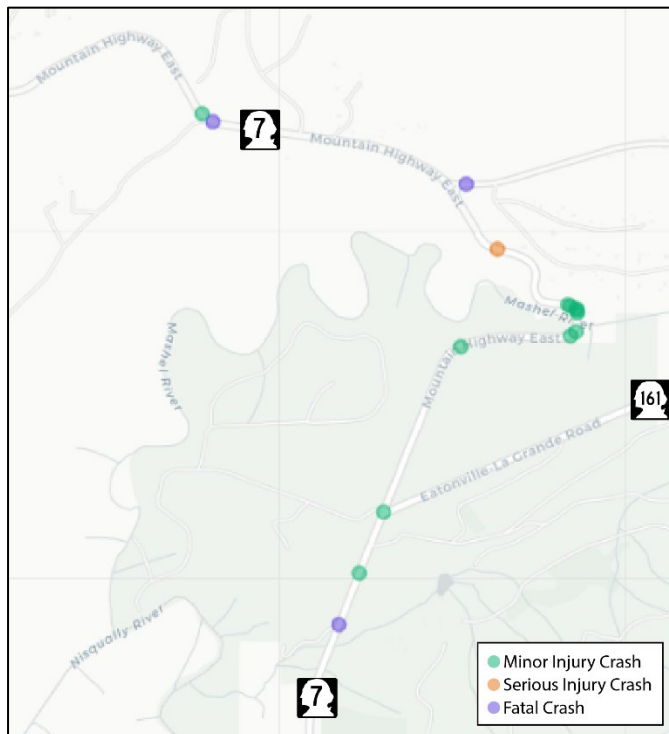 Mountain Highway East
7
Mountain Highway East
Mashel River
Mashel River
Mountain Highway East
161
Eatonville-La Grande Road
Nisqually River
7
Minor Injury Crash
Serious Injury Crash
Fatal Crash